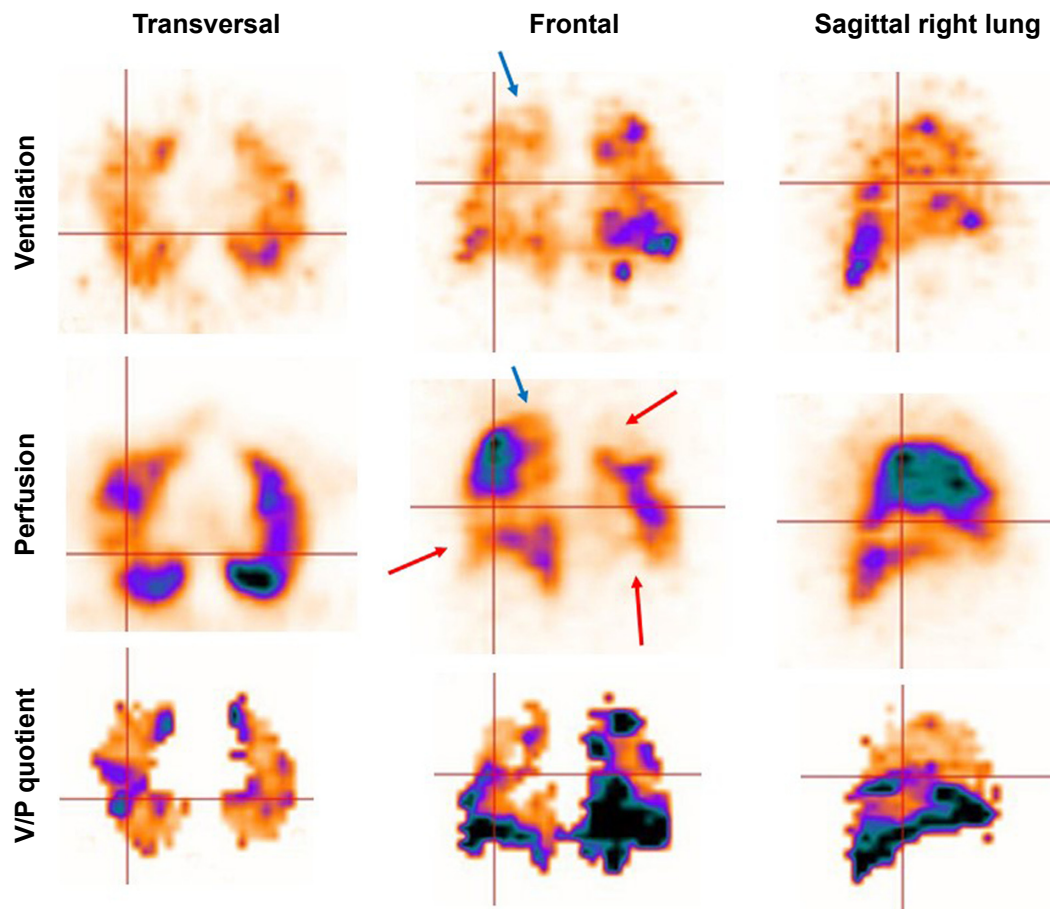 Transversal
Frontal
Sagittal right lung
Ventilation
Perfusion
V/P quotient